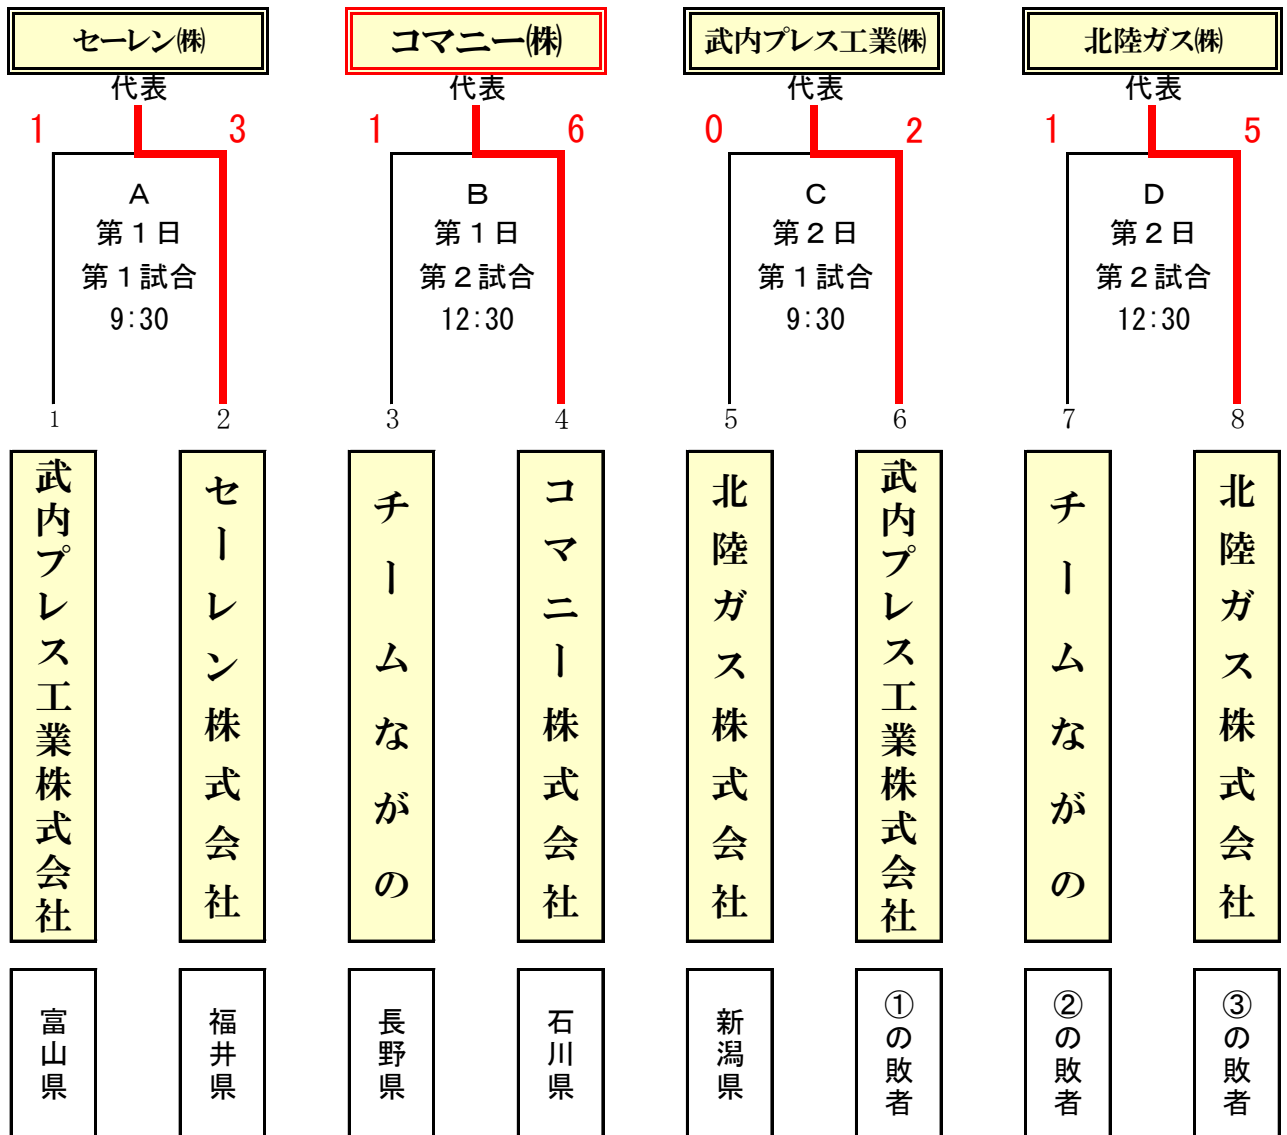 セーレン㈱
コマニー㈱
武内プレス工業㈱
北陸ガス㈱
代表
代表
代表
代表
1
3
1
6
0
2
1
5
A
第1日
第1試合
9:30
B
第1日
第2試合
12:30
C
第2日
第1試合
9:30
D
第2日
第2試合
12:30
1
2
3
4
5
6
7
8
武内プレス工業株式会社
セーレン株式会社
チームながの
コマニー株式会社
北陸ガス株式会社
武内プレス工業株式会社
チームながの
北陸ガス株式会社
富山県
福井県
長野県
石川県
新潟県
①の敗者
②の敗者
③の敗者